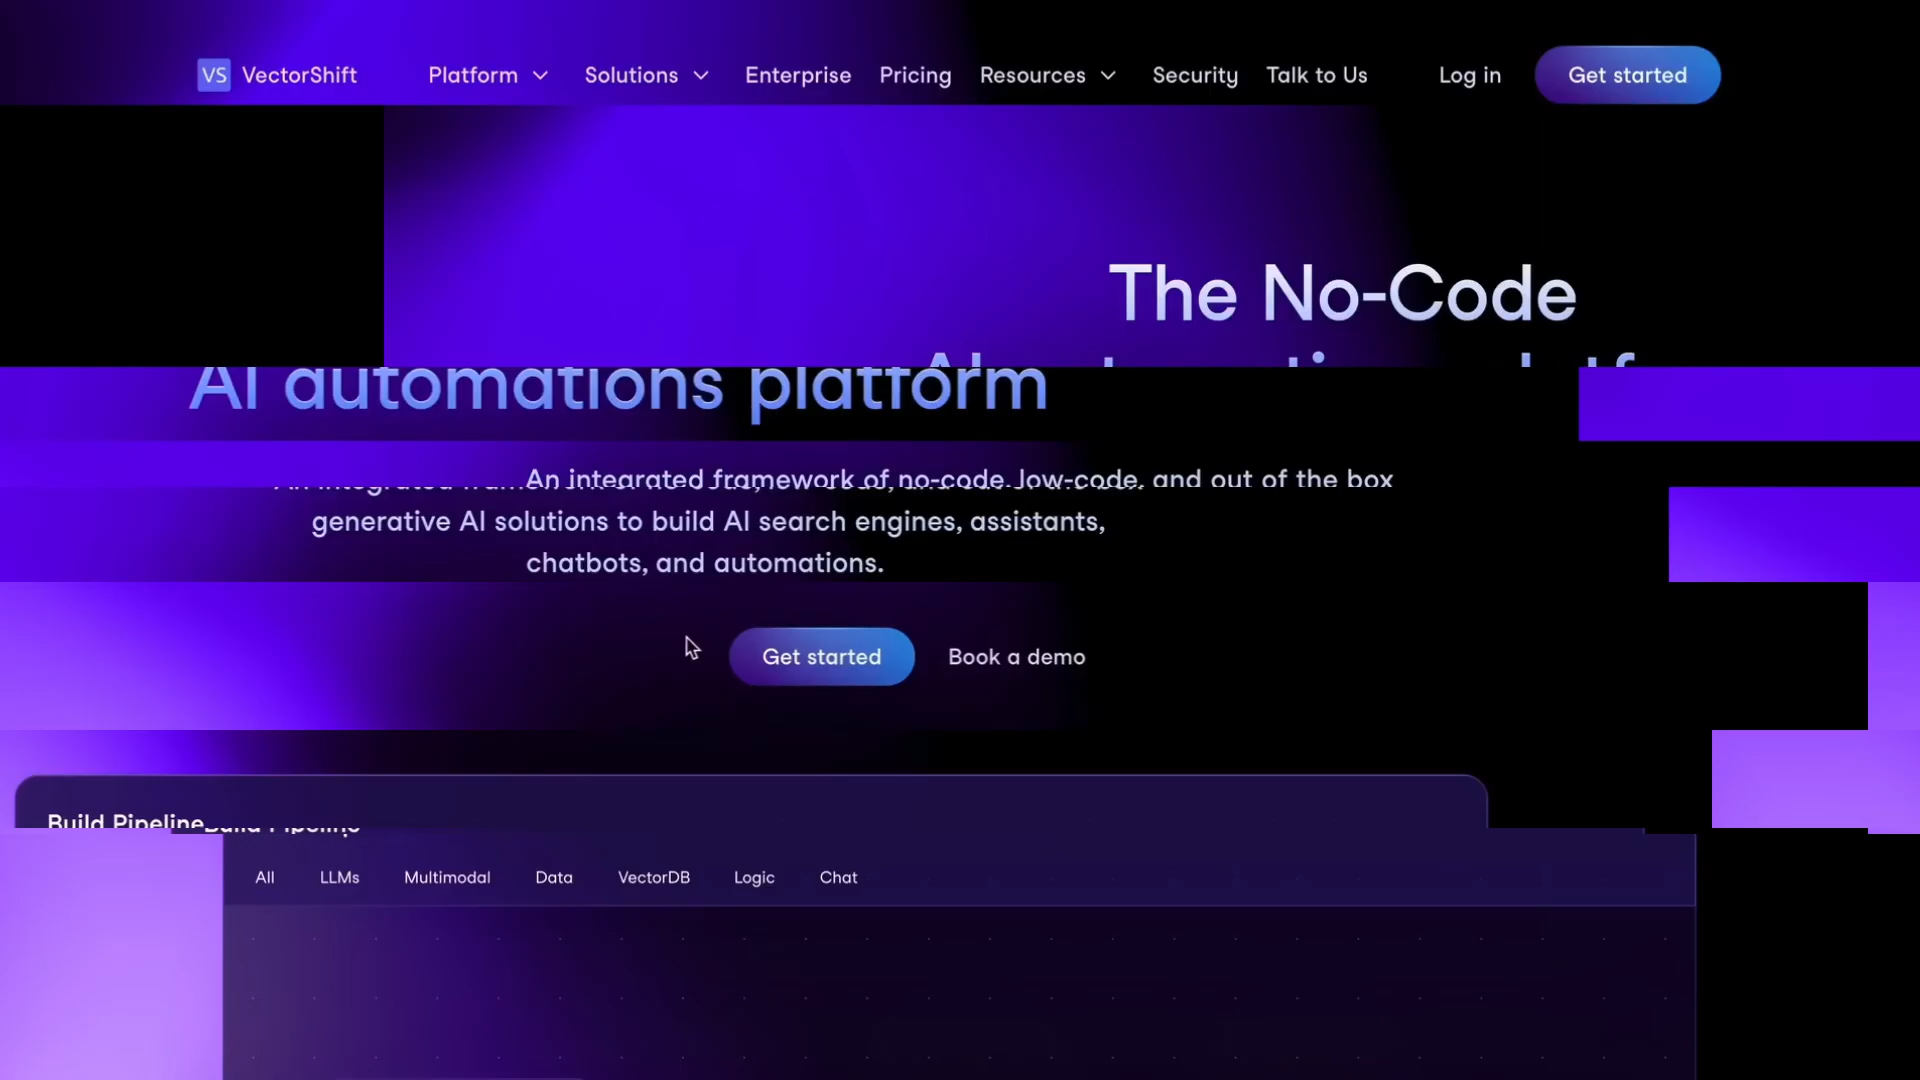 VS VectorShift Platform Solutions Enterprise Pricing Resources Security Talk to Us Log in Get started
The No-Code
AI automations platform
An integrated framework of no-code, low-code, and out of the box
generative AI solutions to build AI search engines, assistants,
chatbots, and automations.
Get started Book a demo
Build Pipeline Build Pipeline
All LLMs Multimodal Data VectorDB Logic Chat